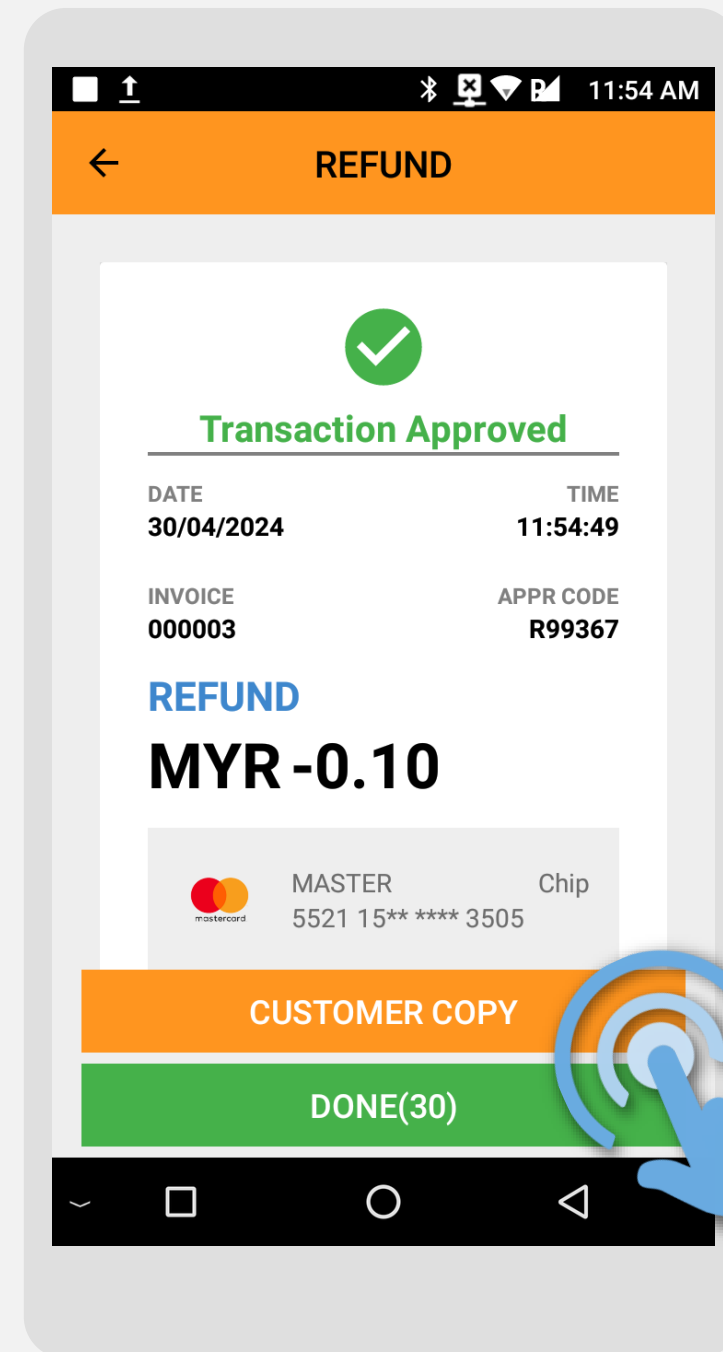 11:54 AM
REFUND
Transaction Approved
DATE TIME
30/04/2024 11:54:49
INVOICE APPR CODE
000003 R99367
REFUND
MYR -0.10
MASTER Chip
mastercard 5521 15** **** 3505
CUSTOMER COPY
DONE(30)